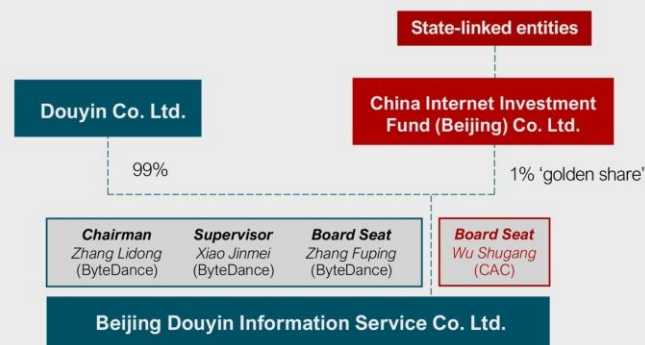 State-linked entities
Douyin Co. Ltd.
China Internet Investment
Fund (Beijing) Co. Ltd.
99%
1% ‘golden share’
Chairman
Zhang Lidong
(ByteDance)
Supervisor
Xiao Jinmei
(ByteDance)
Board Seat
Zhang Fuping
(ByteDance)
Board Seat
Wu Shugang
(CAC)
Beijing Douyin Information Service Co. Ltd.